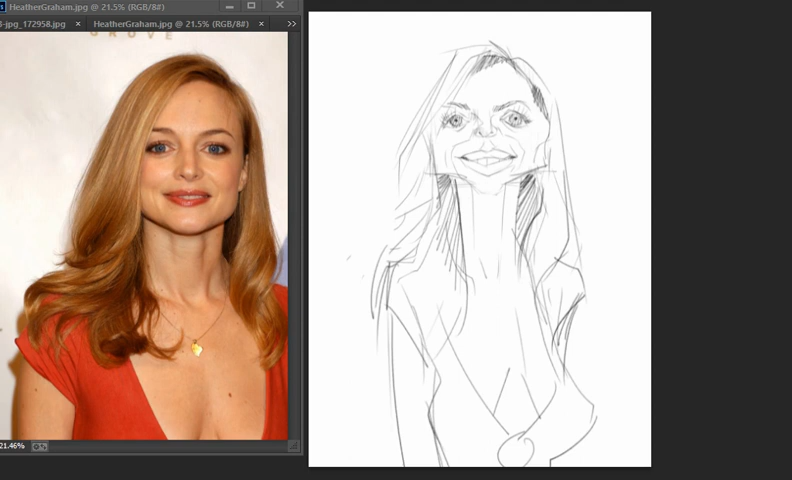 HeatherGraham.jpg @ 21.5% (RGB/8#)
-jpg_172958.jpg × HeatherGraham.jpg @ 21.5% (RGB/8#) × »
GROVE
21.46%